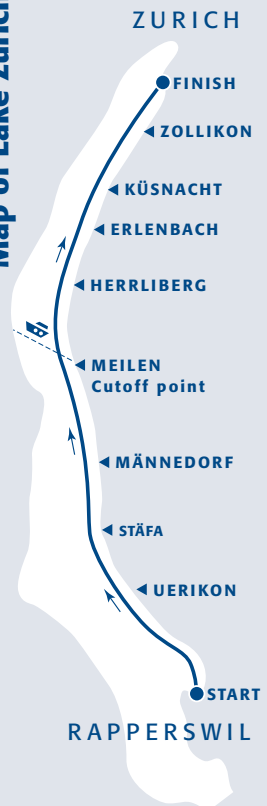 Map of Lake Zurich
ZURICH
FINISH
ZOLLIKON
KÜSNACHT
ERLENBACH
HERRLIBERG
MEILEN
Cutoff point
MÄNNEDORF
STÄFA
UERIKON
START
RAPPERSWIL